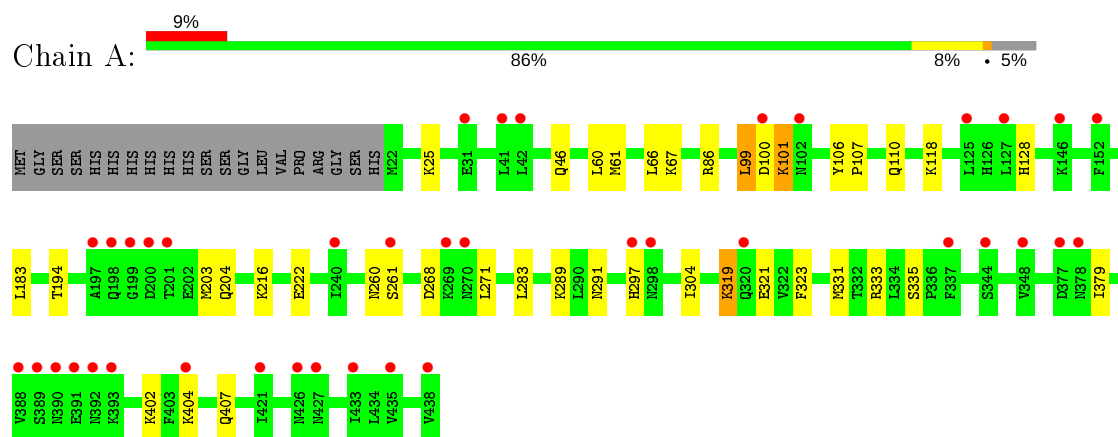 9%
Chain A:
86% 8% • 5%
MET GLY SER SER HIS HIS HIS HIS HIS HIS SER SER GLY LEU VAL PRO ARG GLY SER HIS M22 K25 E31 L41 L42 Q46 L60 M61 L66 K67 R86 L99 D100 K101 N102 Y106 P107 Q110 K118 L125 H126 L127 H128 K146 F152
L183 T194 A197 Q198 G199 D200 T201 E202 M203 Q204 K216 E222 I240 N260 S261 D268 K269 N270 L271 L283 K289 L290 N291 H297 N298 I304 K319 Q320 E321 V322 F323 M331 T332 R333 L334 S335 P336 F337 S344 V348 D377 N378 I379
V388 S389 N390 E391 N392 K393 K402 F403 K404 Q407 I421 N426 N427 I433 L434 V435 V438